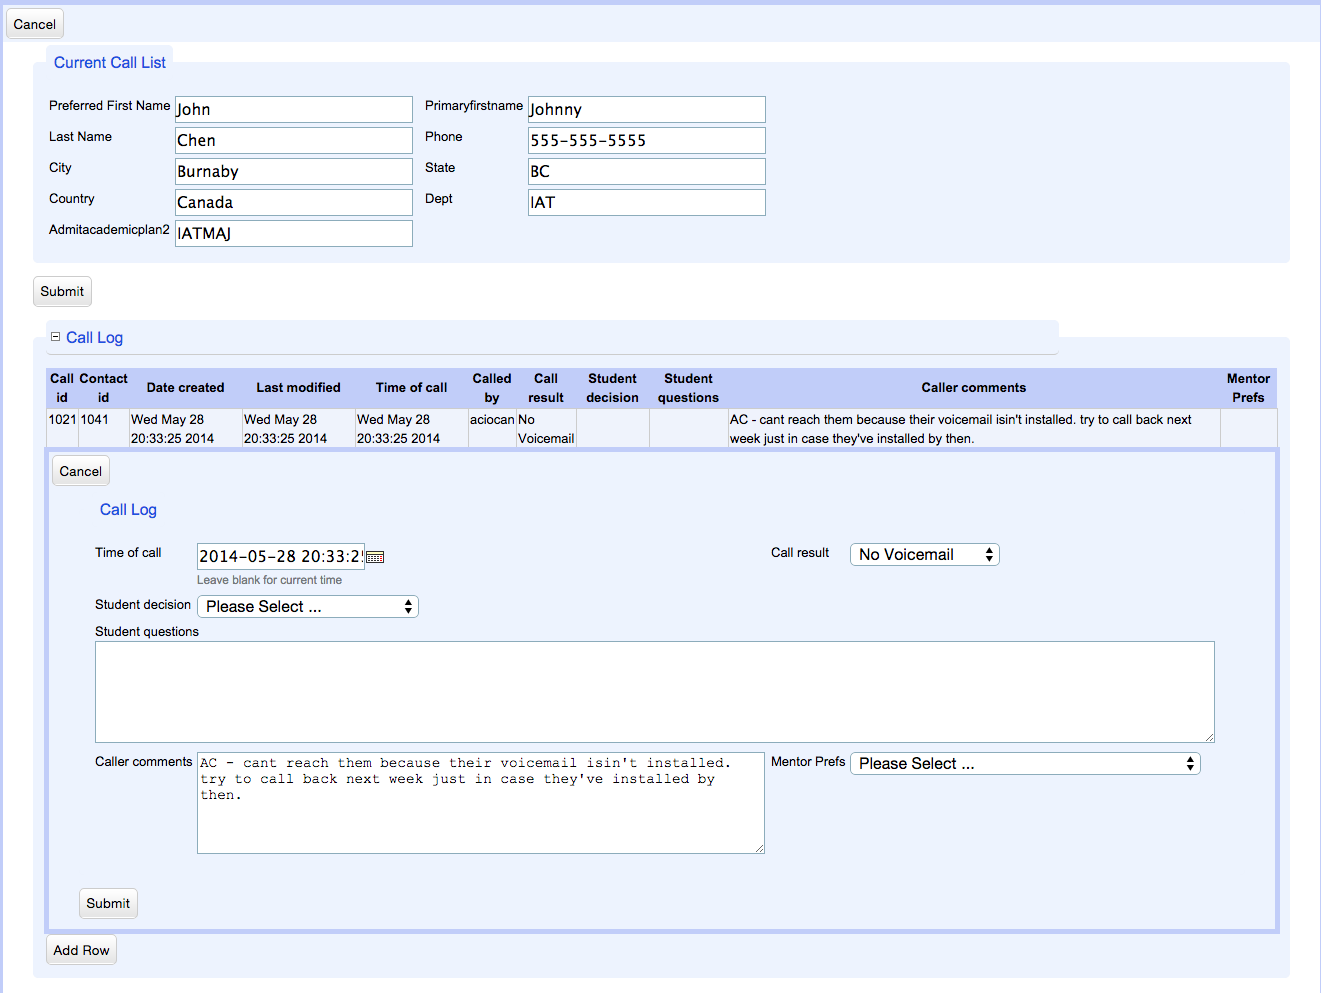 Cancel
Current Call List
Preferred First Name John Primaryfirstname Johnny
Last Name Chen Phone 555-555-5555
City Burnaby State BC
Country Canada Dept IAT
Admitacademicplan2 IATMAJ
Submit
Call Log
Call id Contact id Date created Last modified Time of call Called by Call result Student decision Student questions Caller comments Mentor Prefs
1021 1041 Wed May 28 Wed May 28 Wed May 28 aciocan No AC - cant reach them because their voicemail isin't installed. try to call back next
20:33:25 2014 20:33:25 2014 20:33:25 2014 Voicemail week just in case they've installed by then.
Cancel
Call Log
Time of call 2014-05-28 20:33:2 Call result No Voicemail
Leave blank for current time
Student decision Please Select ...
Student questions
Caller comments AC - cant reach them because their voicemail isin't installed. Mentor Prefs Please Select ...
try to call back next week just in case they've installed by
then.
Submit
Add Row